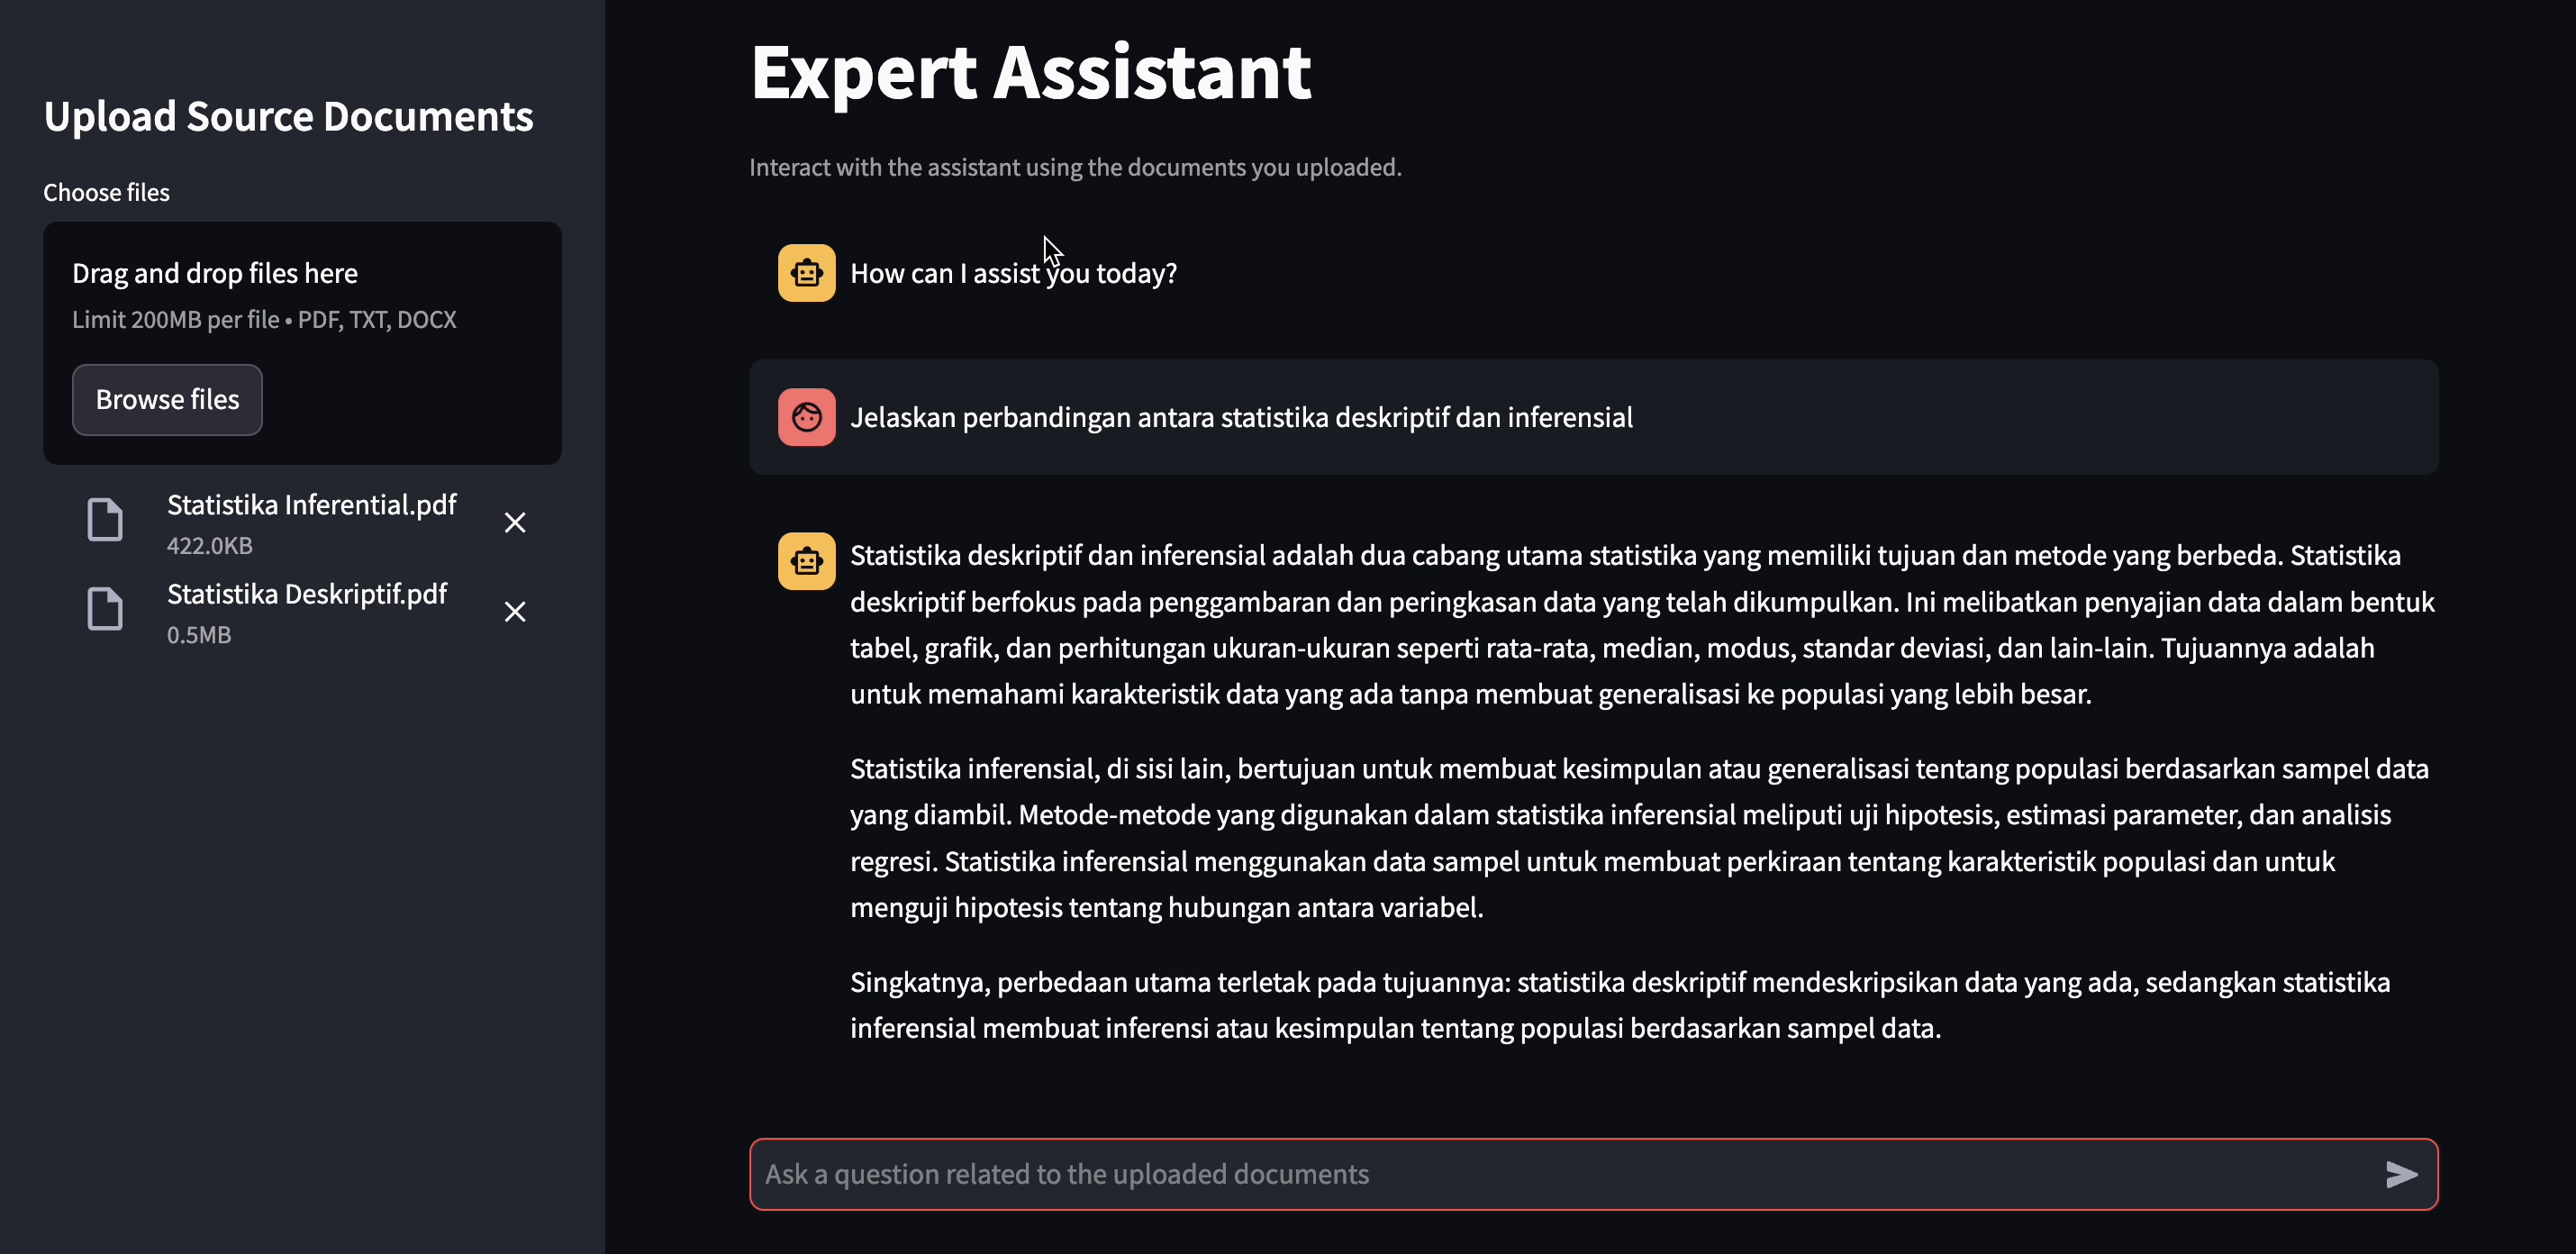 Upload Source Documents
Choose files
Drag and drop files here
Limit 200MB per file • PDF, TXT, DOCX
Browse files
Statistika Inferential.pdf
422.0KB
Statistika Deskriptif.pdf
0.5MB
Expert Assistant
Interact with the assistant using the documents you uploaded.
How can I assist you today?
Jelaskan perbandingan antara statistika deskriptif dan inferensial
Statistika deskriptif dan inferensial adalah dua cabang utama statistika yang memiliki tujuan dan metode yang berbeda. Statistika
deskriptif berfokus pada penggambaran dan peringkasan data yang telah dikumpulkan. Ini melibatkan penyajian data dalam bentuk
tabel, grafik, dan perhitungan ukuran-ukuran seperti rata-rata, median, modus, standar deviasi, dan lain-lain. Tujuannya adalah
untuk memahami karakteristik data yang ada tanpa membuat generalisasi ke populasi yang lebih besar.
Statistika inferensial, di sisi lain, bertujuan untuk membuat kesimpulan atau generalisasi tentang populasi berdasarkan sampel data
yang diambil. Metode-metode yang digunakan dalam statistika inferensial meliputi uji hipotesis, estimasi parameter, dan analisis
regresi. Statistika inferensial menggunakan data sampel untuk membuat perkiraan tentang karakteristik populasi dan untuk
menguji hipotesis tentang hubungan antara variabel.
Singkatnya, perbedaan utama terletak pada tujuannya: statistika deskriptif mendeskripsikan data yang ada, sedangkan statistika
inferensial membuat inferensi atau kesimpulan tentang populasi berdasarkan sampel data.
Ask a question related to the uploaded documents